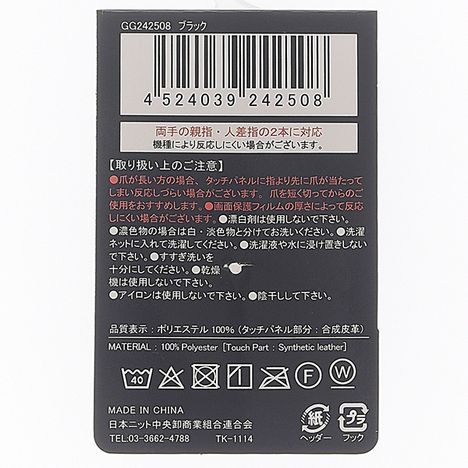 GG242508 ブラック
4 524039 242508
両手の親指・人差指の2本に対応
機種により反応しにくい場合がございます。
【取り扱い上のご注意】
●爪が長い方の場合、タッチパネルに指より先に爪が当たって
しまい反応しづらい場合がございます。爪を短く切ってからのご
使用をおすすめします。●画面保護フィルムの厚さによって反応
しにくい場合がございます。●漂白剤は使用しないで下さい。
●濃色物の場合は白・淡色物と分けてお洗いください。●洗濯
ネットに入れて洗濯してください。●洗濯液や水に浸け置きしない
で下さい。●すすぎ洗いを
十分にしてください。●乾燥
機は使用しないで下さい。
●アイロンは使用しないで下さい。●陰干しして下さい。
品質表示：ポリエステル100%（タッチパネル部分：合成皮革）
MATERIAL : 100% Polyester [Touch Part : Synthetic leather]
40 F W
MADE IN CHINA
日本ニット中央卸商業組合連合会
TEL:03-3662-4788 TK-1114
紙 プラ
ヘッダー フック